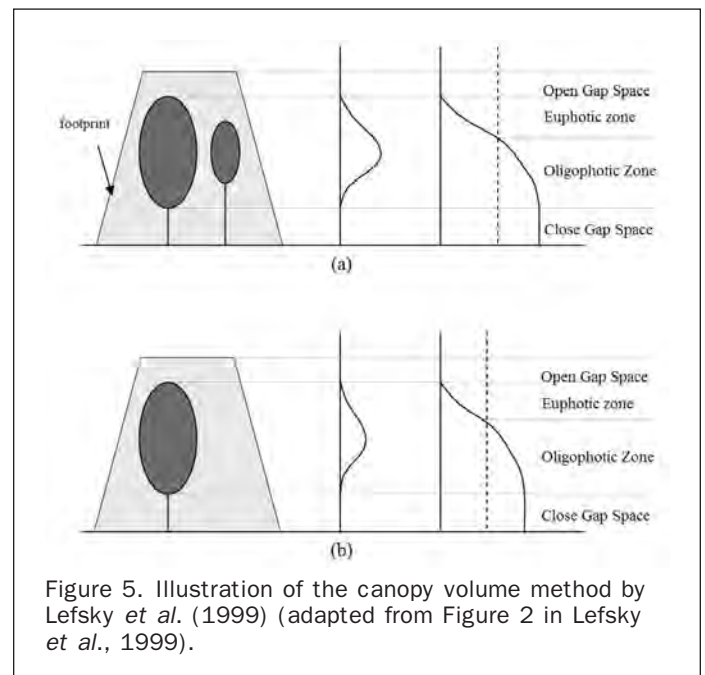 Open Gap Space
Euphotic zone
footprint
Oligophotic Zone
Close Gap Space
(a)
Open Gap Space
Euphotic zone
Oligophotic Zone
Close Gap Space
(b)
Figure 5. Illustration of the canopy volume method by
Lefsky et al. (1999) (adapted from Figure 2 in Lefsky
et al., 1999).